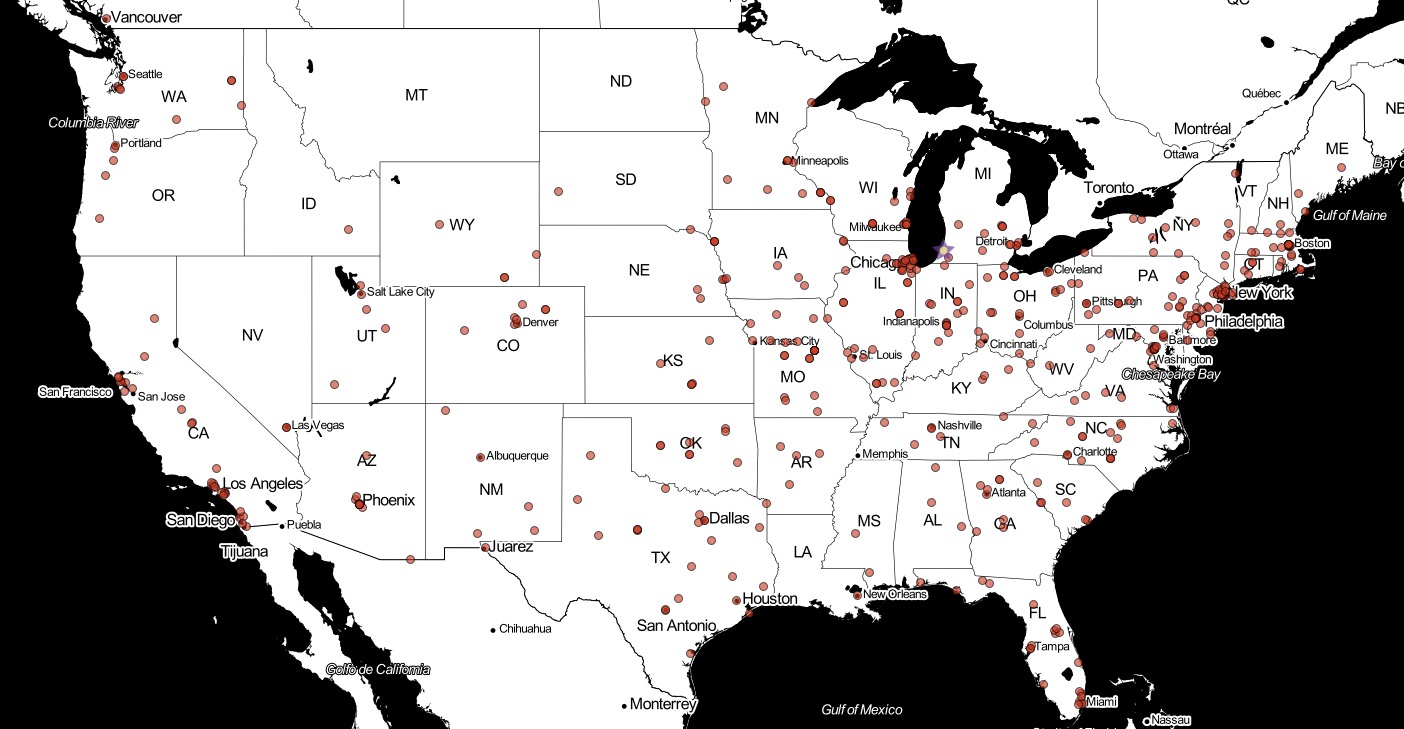 QC
Vancouver
Seattle
WA
MT
ND
MN
Québec
NB
Columbia River
Portland
Montréal
Ottawa
ME
Bay o
Minneapolis
OR
ID
WY
SD
WI
MI
Toronto
VT
NH
Gulf of Maine
Milwaukee
Detroit
NY
Boston
IA
NE
Chicag
IL
IN
OH
Cleveland
PA
CT
Salt Lake City
New York
Pittsburgh
NV
UT
CO
Denver
Indianapolis
Columbus
Philadelphia
MD
Baltimore
Kansas City
KS
St. Louis
Cincinnati
Washington
WV
Chesapeake Bay
San Francisco
San Jose
MO
KY
VA
CA
Las Vegas
Nashville
TN
NC
OK
Charlotte
Albuquerque
AZ
AR
Memphis
Los Angeles
NM
Phoenix
Atlanta
SC
San Diego
Puebla
Dallas
MS
AL
GA
Tijuana
Juarez
TX
LA
Houston
New Orleans
FL
Chihuahua
San Antonio
Tampa
Golfo de California
Monterrey
Gulf of Mexico
Miami
Nassau